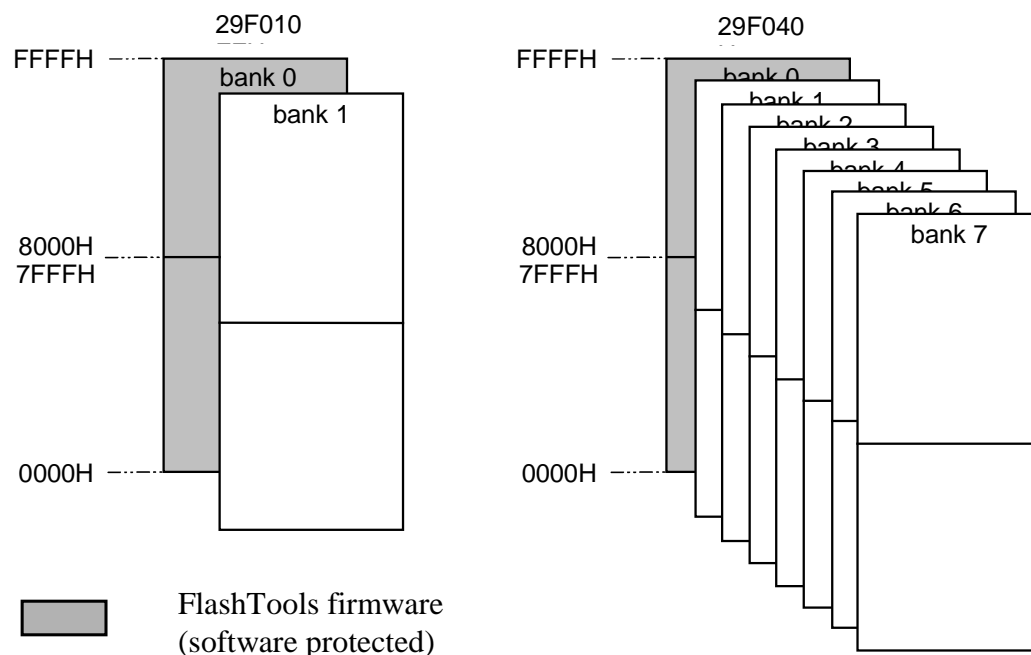 29F010
FFFFH
bank 0
bank 1
8000H
7FFFH
0000H
29F040
FFFFH
bank 0
bank 1
bank 2
bank 3
bank 4
bank 5
bank 6
bank 7
8000H
7FFFH
0000H
FlashTools firmware
(software protected)